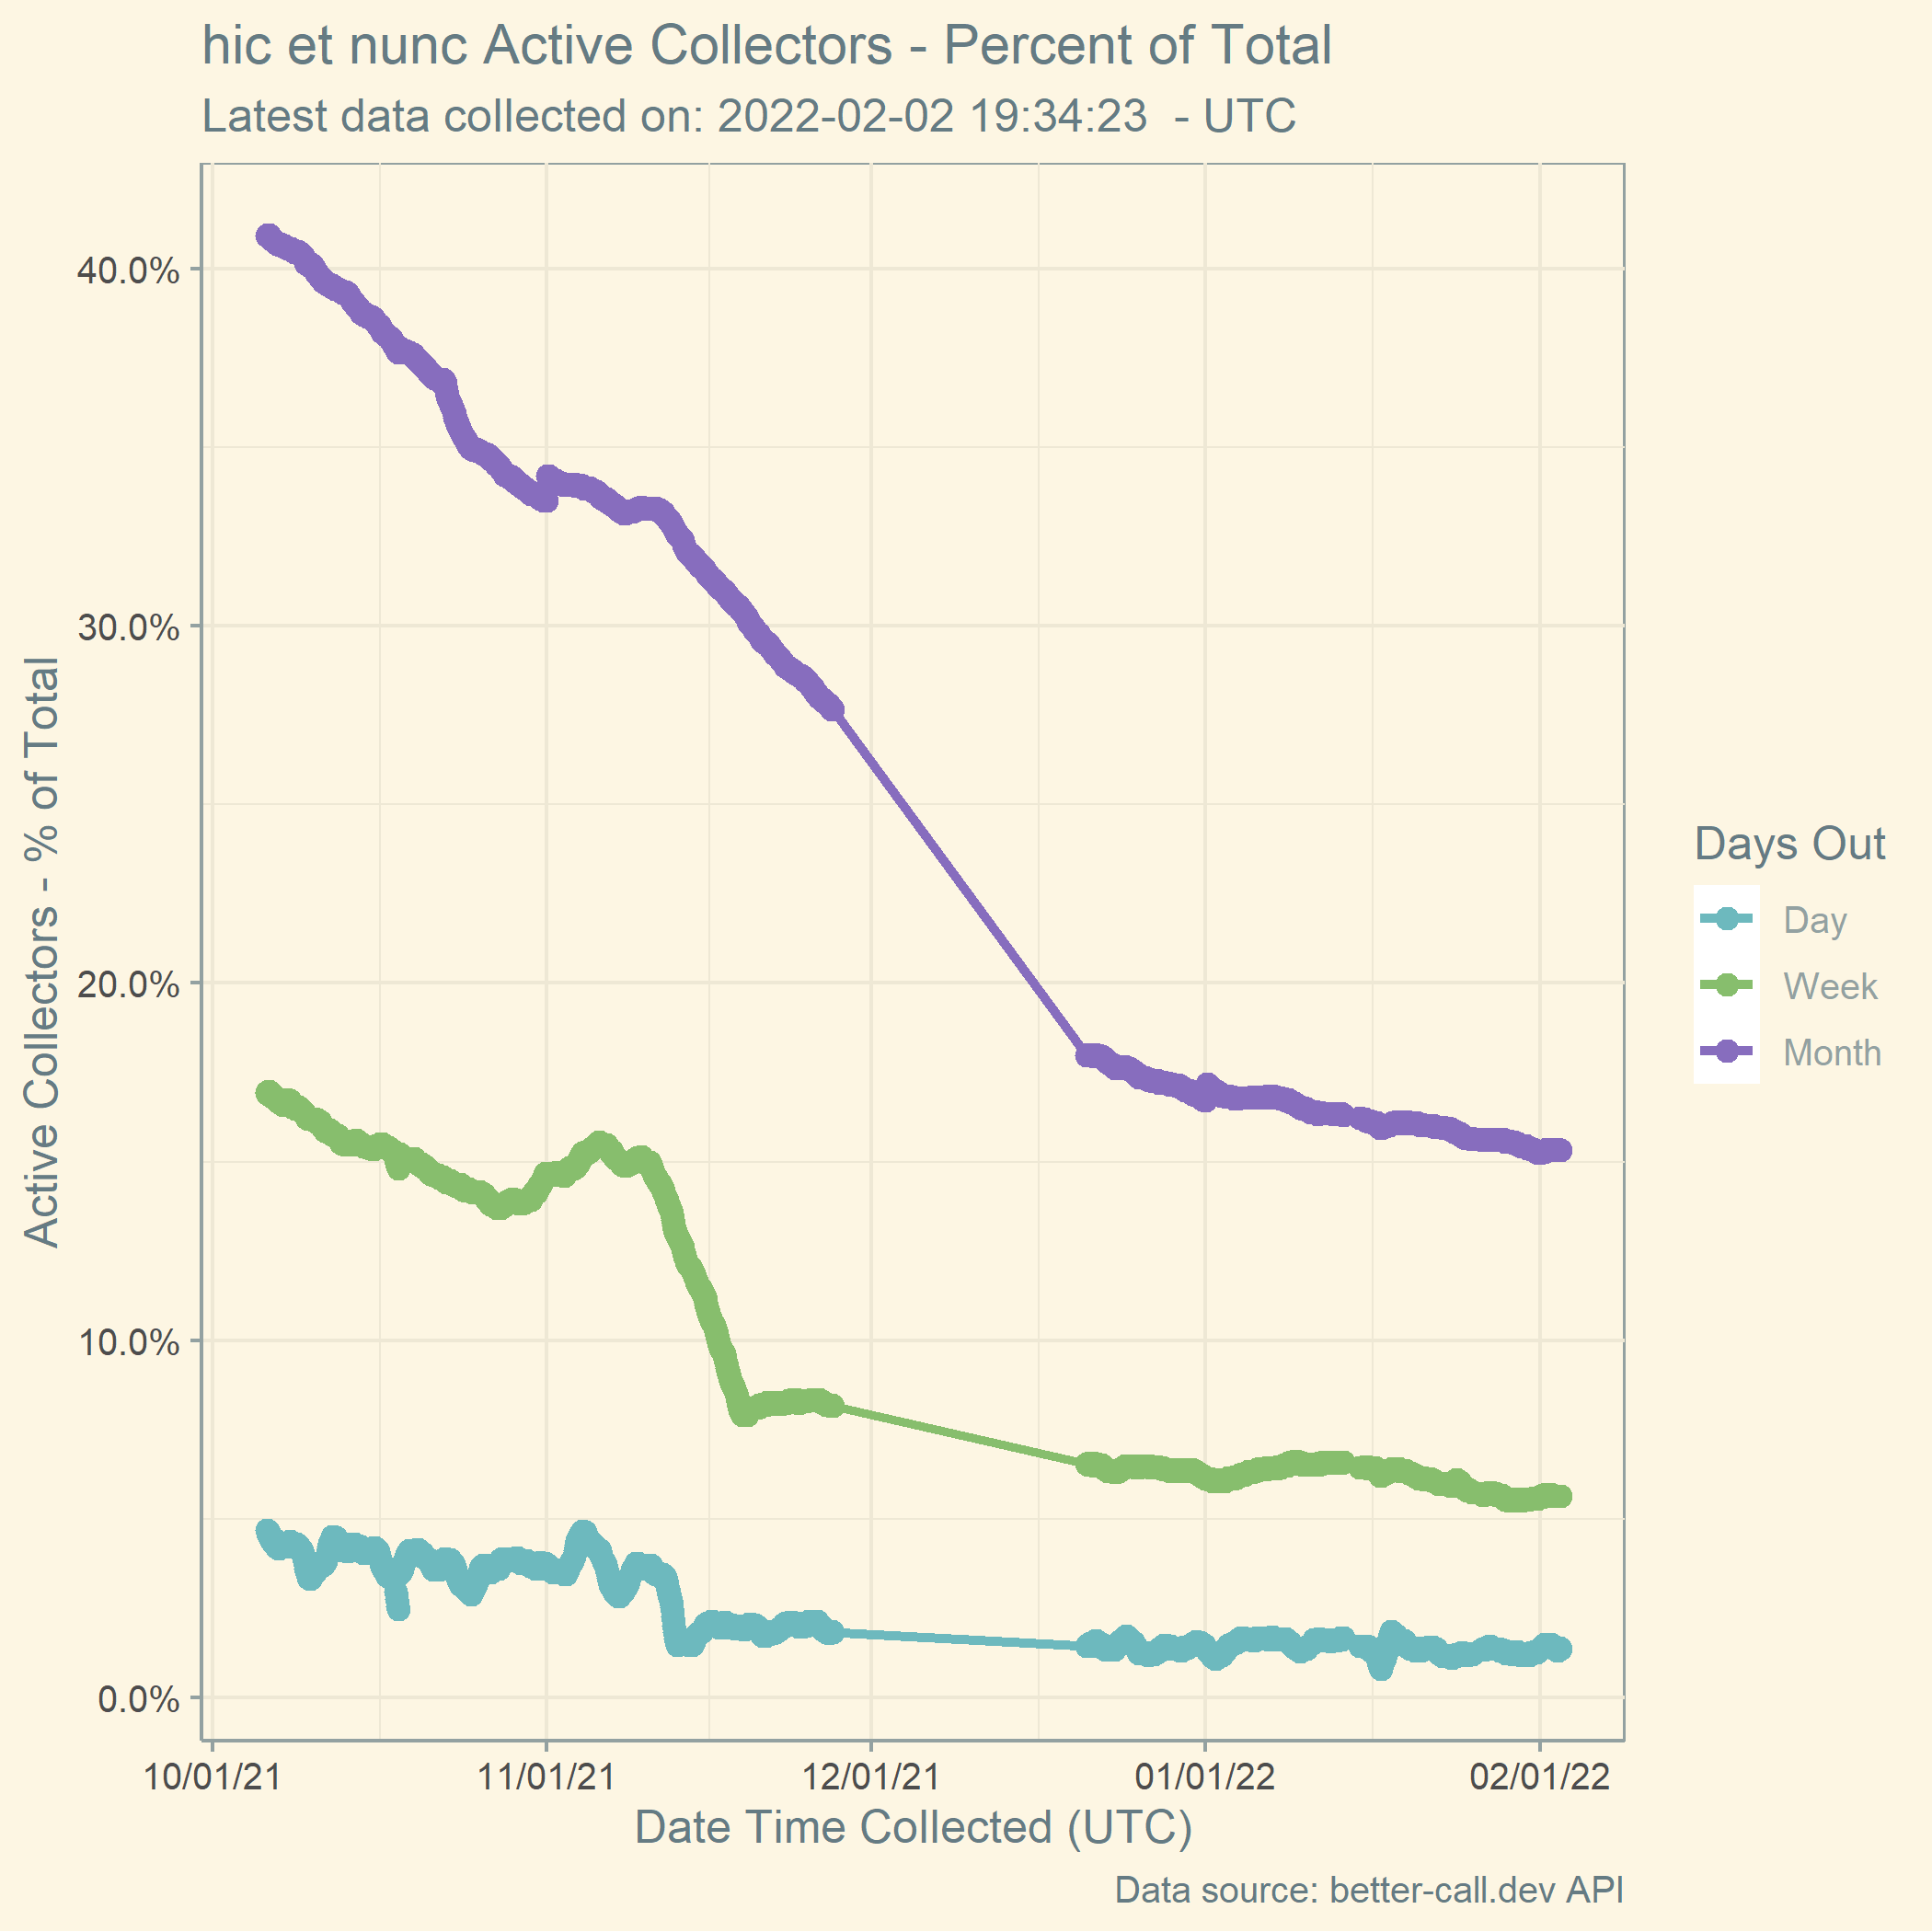 hic et nunc Active Collectors - Percent of Total
Latest data collected on: 2022-02-02 19:34:23  - UTC
Active Collectors - % of Total
40.0%
30.0%
20.0%
10.0%
0.0%
10/01/21
11/01/21
12/01/21
01/01/22
02/01/22
Date Time Collected (UTC)
Days Out
Day
Week
Month
Data source: better-call.dev API